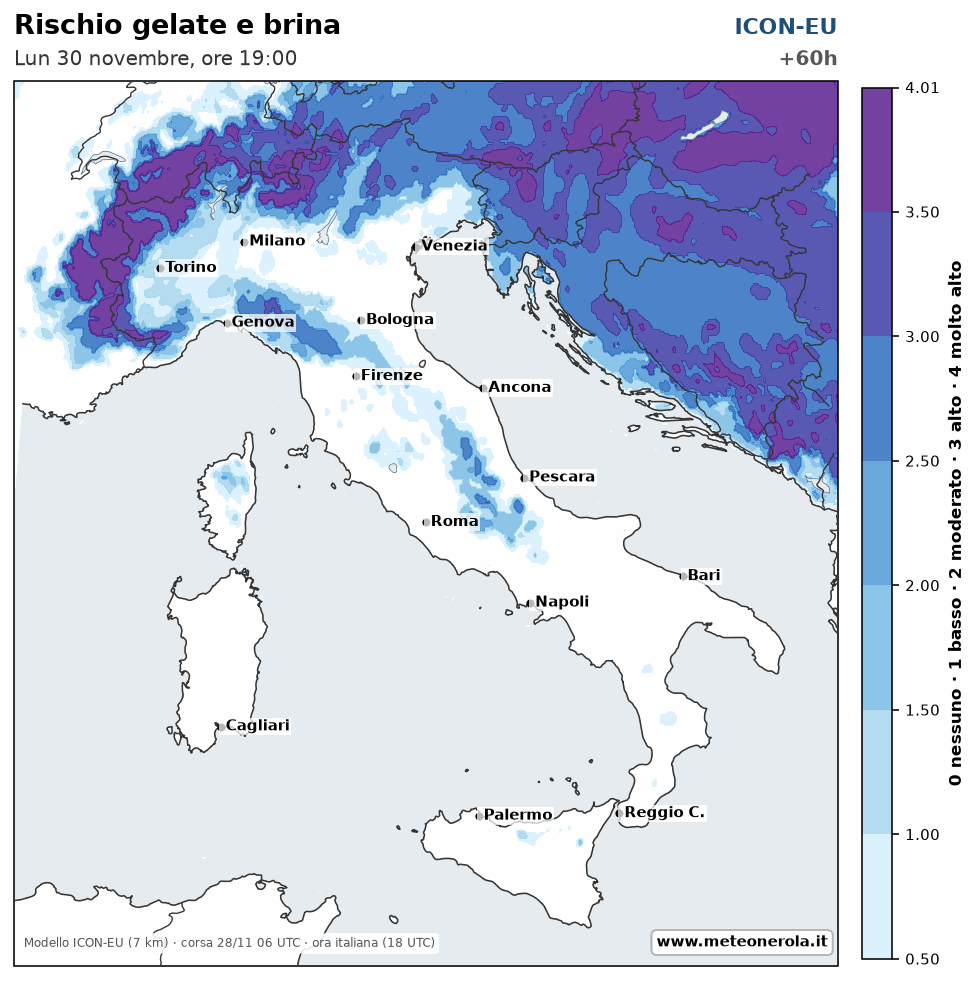 Rischio gelate e brina
ICON-EU
Lun 30 novembre, ore 19:00
+60h
4.01
3.50
3.00
2.50
2.00
1.50
1.00
0.50
0 nessuno · 1 basso · 2 moderato · 3 alto · 4 molto alto
Milano
Venezia
Torino
Genova
Bologna
Firenze
Ancona
Pescara
Roma
Bari
Napoli
Cagliari
Palermo
Reggio C.
Modello ICON-EU (7 km) · corsa 28/11 06 UTC · ora italiana (18 UTC)
www.meteonerola.it